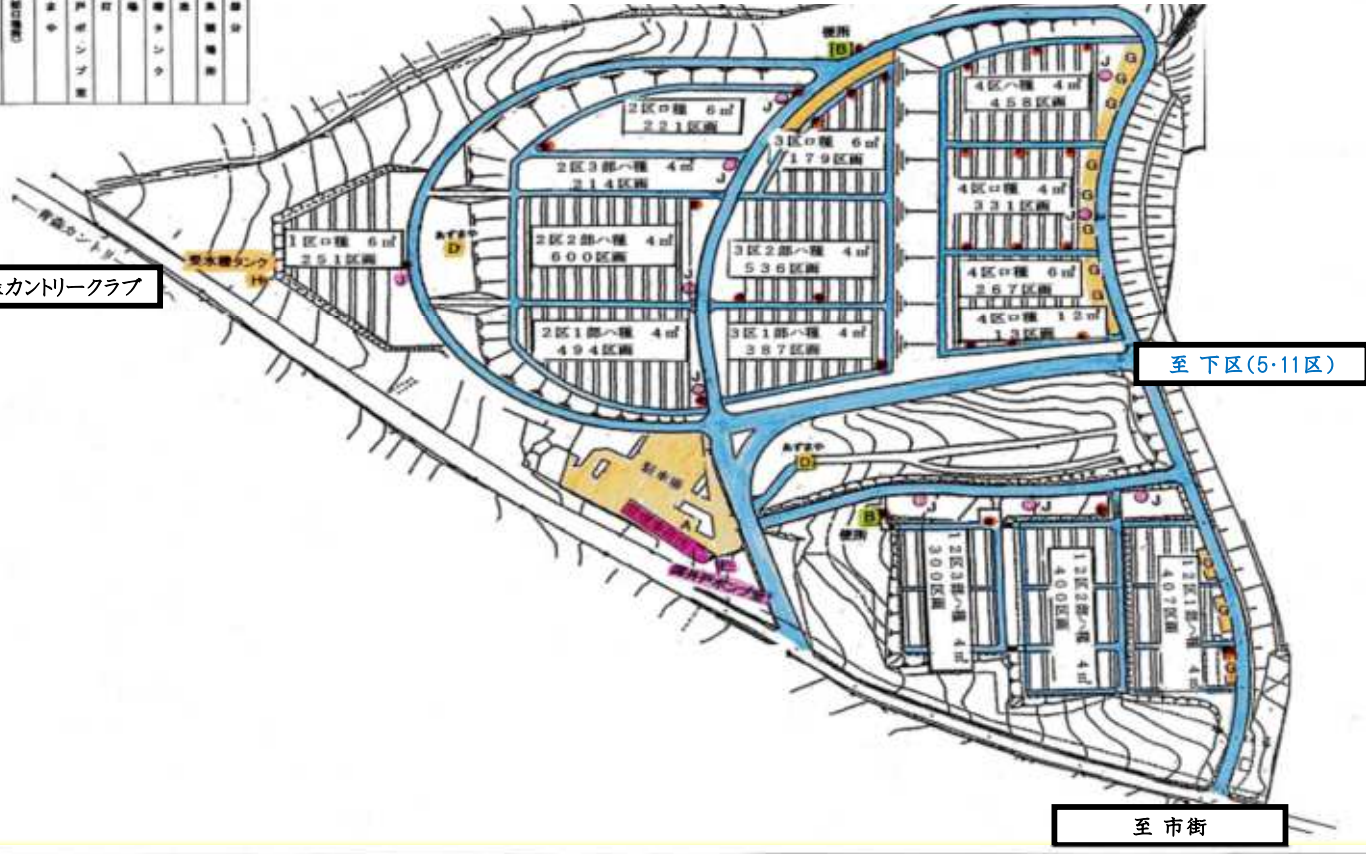 便所
[B]
2区ロ種 6㎡
221区画
J
2区3部ハ種 4㎡
214区画
J
3区ロ種 6㎡
179区画
4区ハ種 4㎡
458区画
J
G
G
G
4区ロ種 4㎡
331区画
J
G
G
G
1区ロ種 6㎡
251区画
J
あずまや
D
2区2部ハ種 4㎡
600区画
J
3区2部ハ種 4㎡
536区画
4区ロ種 6㎡
267区画
G
G
4区ロ種 12㎡
13区画
受水槽タンク
H
青森カントリー
カントリークラブ
2区1部ハ種 4㎡
494区画
J
3区1部ハ種 4㎡
387区画
至 下区(5・11区)
駐車場
A
あずまや
D
B
便所
J
J
J
12区3部ハ種 4㎡
300区画
12区2部ハ種 4㎡
400区画
12区1部ハ種 4㎡
407区画
G
G
G
至 市街